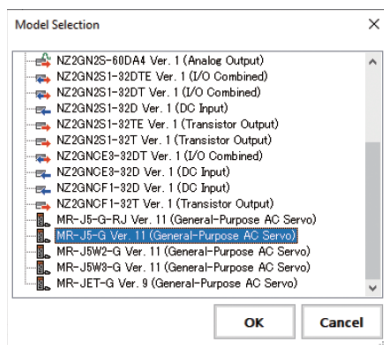 Model Selection
NZ2GN2S-60DA4 Ver. 1 (Analog Output)
NZ2GN2S1-32DTE Ver. 1 (I/O Combined)
NZ2GN2S1-32DT Ver. 1 (I/O Combined)
NZ2GN2S1-32D Ver. 1 (DC Input)
NZ2GN2S1-32TE Ver. 1 (Transistor Output)
NZ2GN2S1-32T Ver. 1 (Transistor Output)
NZ2GNCE3-32DT Ver. 1 (I/O Combined)
NZ2GNCE3-32D Ver. 1 (DC Input)
NZ2GNCF1-32D Ver. 1 (DC Input)
NZ2GNCF1-32T Ver. 1 (Transistor Output)
MR-J5-G-RJ Ver. 11 (General-Purpose AC Servo)
MR-J5-G Ver. 11 (General-Purpose AC Servo)
MR-J5W2-G Ver. 11 (General-Purpose AC Servo)
MR-J5W3-G Ver. 11 (General-Purpose AC Servo)
MR-JET-G Ver. 9 (General-Purpose AC Servo)
OK Cancel